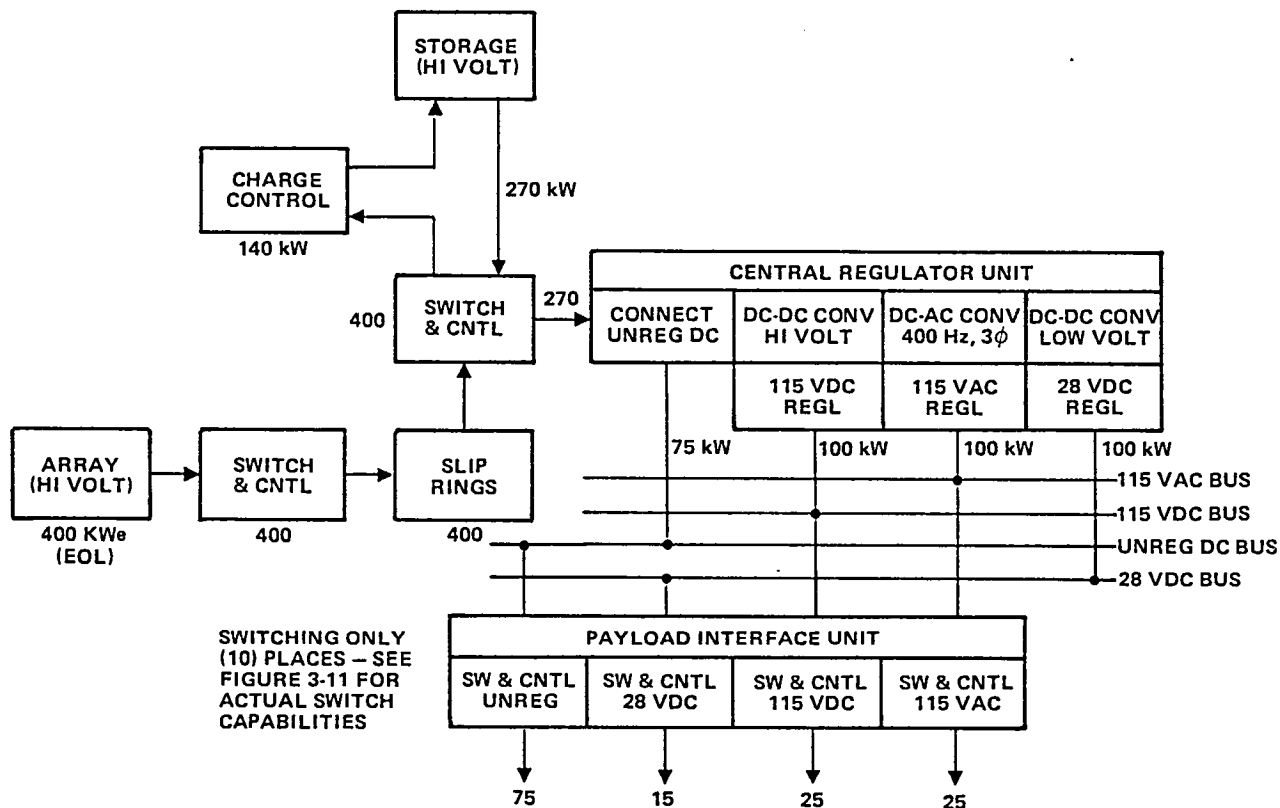 STORAGE
(HI VOLT)
CHARGE
CONTROL
140 kW
270 kW
400
SWITCH
& CNTL
270
CENTRAL REGULATOR UNIT
CONNECT
UNREG DC
DC-DC CONV
HI VOLT
DC-AC CONV
400 Hz, 3ϕ
DC-DC CONV
LOW VOLT
115 VDC
REGL
115 VAC
REGL
28 VDC
REGL
75 kW
100 kW
100 kW
100 kW
ARRAY
(HI VOLT)
400 KWe
(EOL)
SWITCH
& CNTL
400
SLIP
RINGS
400
115 VAC BUS
115 VDC BUS
UNREG DC BUS
28 VDC BUS
SWITCHING ONLY
(10) PLACES – SEE
FIGURE 3-11 FOR
ACTUAL SWITCH
CAPABILITIES
PAYLOAD INTERFACE UNIT
SW & CNTL
UNREG
SW & CNTL
28 VDC
SW & CNTL
115 VDC
SW & CNTL
115 VAC
75
15
25
25